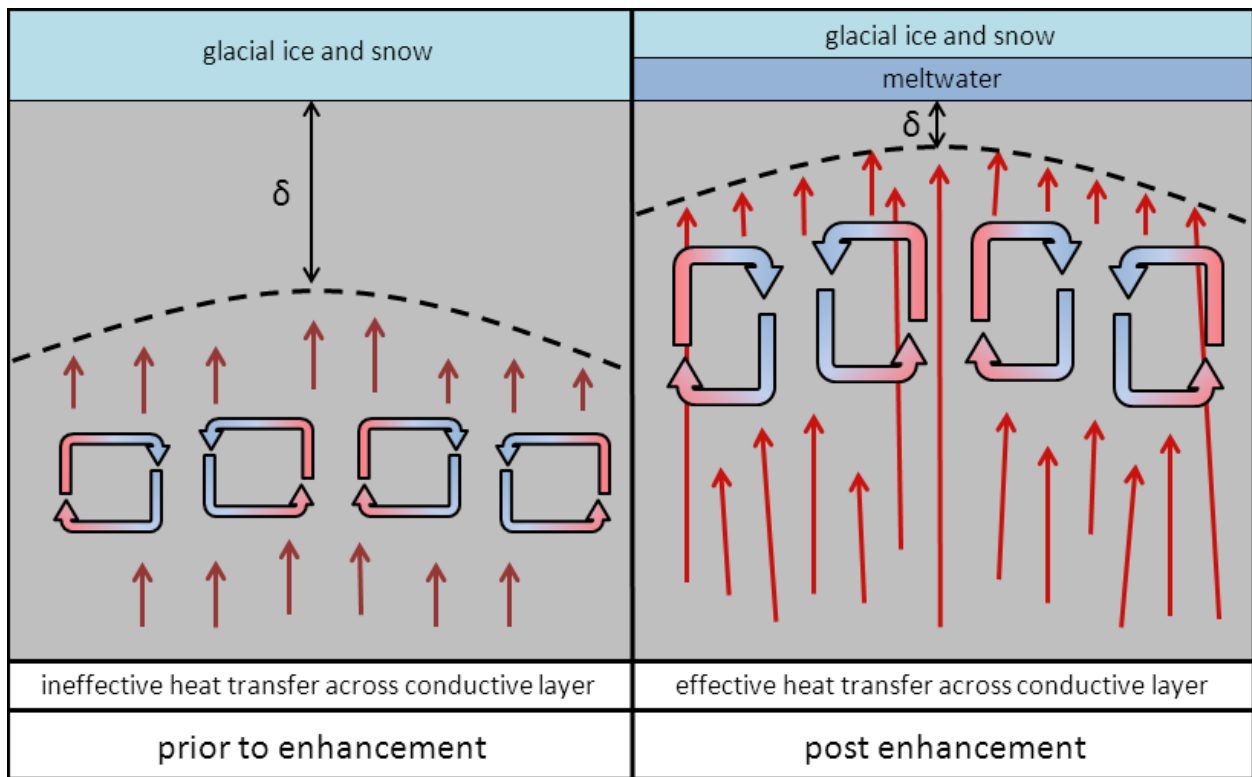 glacial ice and snow
δ
ineffective heat transfer across conductive layer
prior to enhancement
glacial ice and snow
meltwater
δ
effective heat transfer across conductive layer
post enhancement